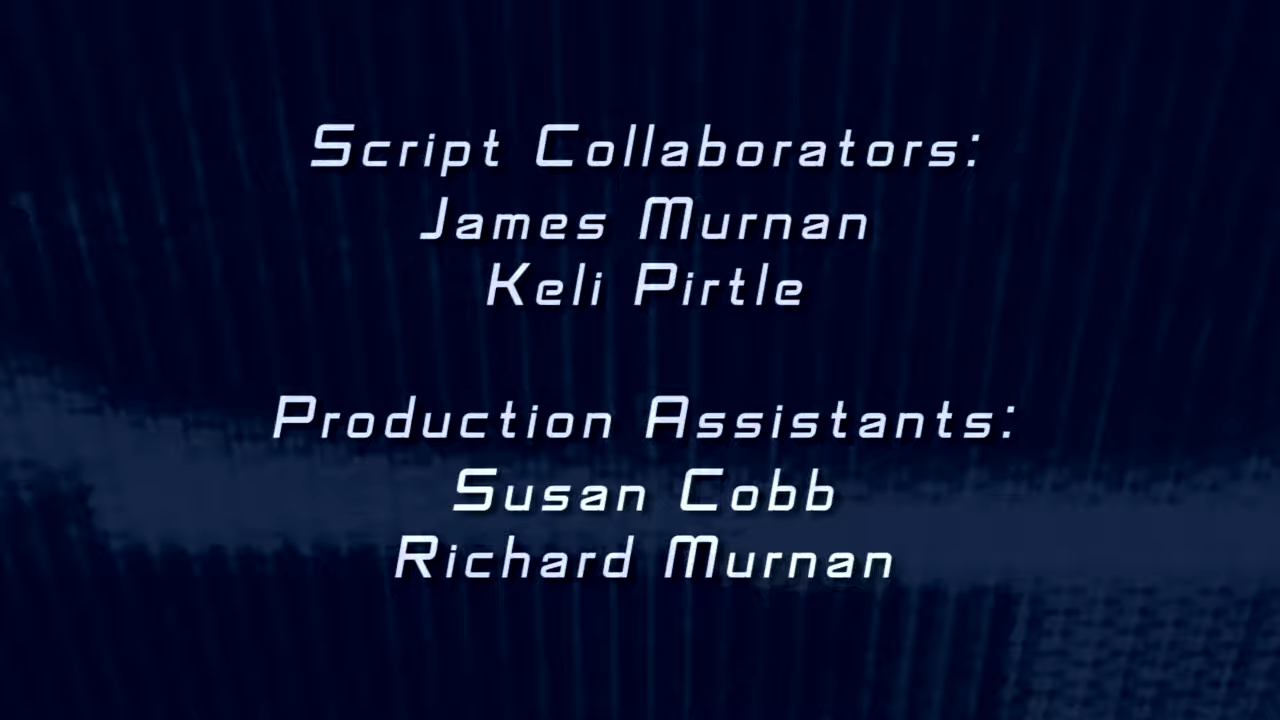 Script Collaborators:
James Murnan
Keli Pirtle
Production Assistants:
Susan Cobb
Richard Murnan